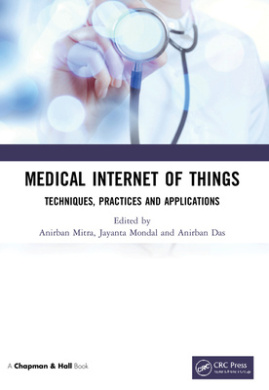 MEDICAL INTERNET OF THINGS
TECHNIQUES, PRACTICES AND APPLICATIONS
Edited by
Anirban Mitra, Jayanta Mondal and Anirban Das
A Chapman & Hall Book
CRC Press